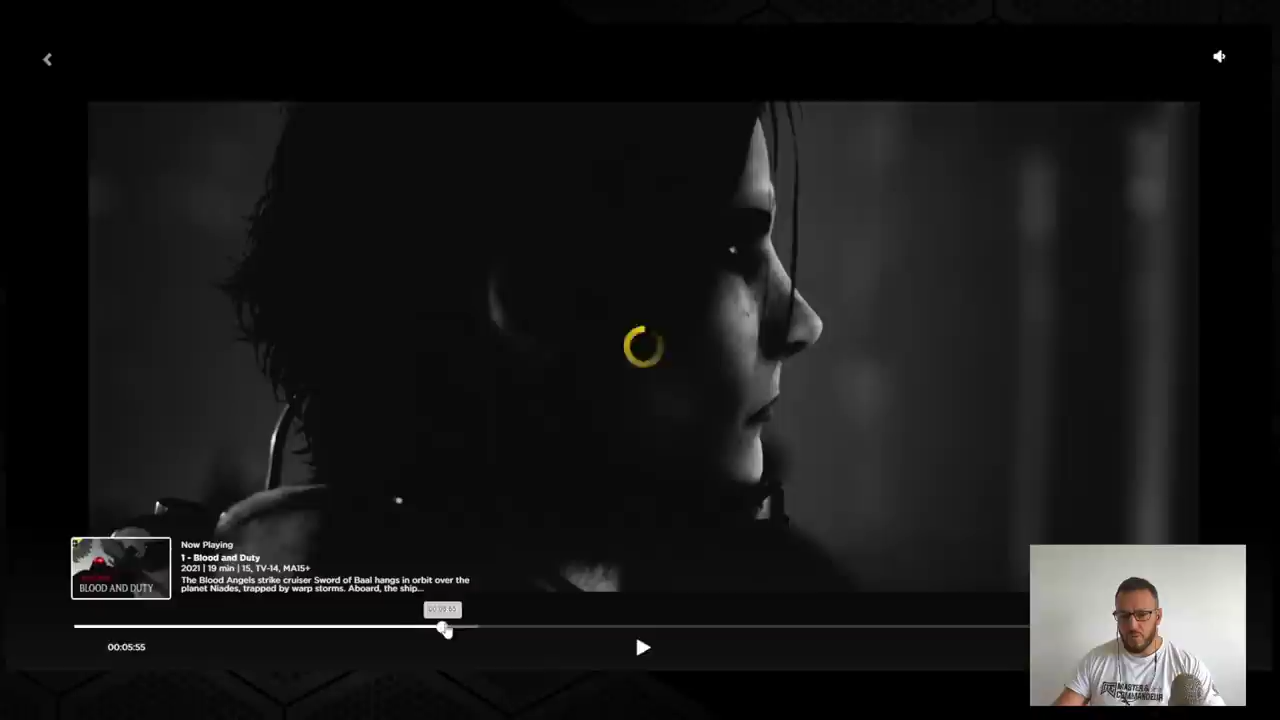 Now Playing
1 - Blood and Duty
2021 | 19 min | 15, TV-14, MA15+
The Blood Angels strike cruiser Sword of Baal hangs in orbit over the
planet Niades, trapped by warp storms. Aboard, the ship...
BLOOD AND DUTY
00:05:55
MASTER &
COMMANDEUR